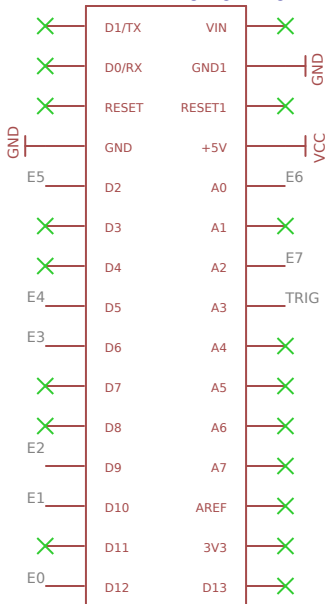 D1/TX VIN
D0/RX GND1 GND
RESET RESET1
GND GND +5V VCC
E5 D2 A0 E6
D3 A1
D4 A2 E7
E4 D5 A3 TRIG
E3 D6 A4
D7 A5
D8 A6
E2 D9 A7
E1 D10 AREF
D11 3V3
E0 D12 D13